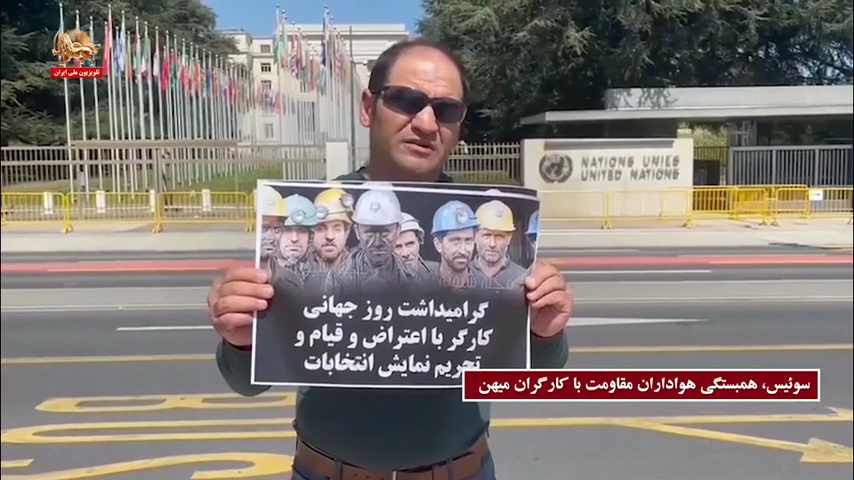 تلویزیون ملی ایران
NATIONS UNIES
UNITED NATIONS
گرامیداشت روز جهانی
کارگر با اعتراض و قیام و
تحریم نمایش انتخابات
سوئیس، همبستگی هواداران مقاومت با کارگران میهن
BUS